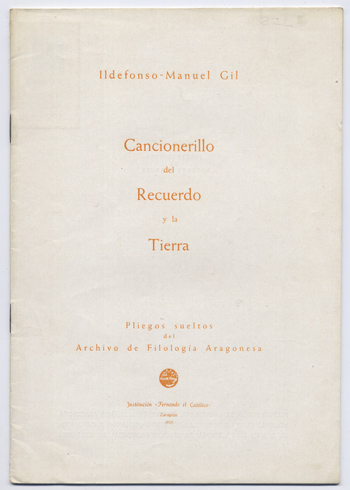 Ildefonso-Manuel Gil
Cancionerillo
del
Recuerdo
y la
Tierra
Pliegos sueltos
del
Archivo de Filología Aragonesa
Institución «Fernando el Católico»
Zaragoza